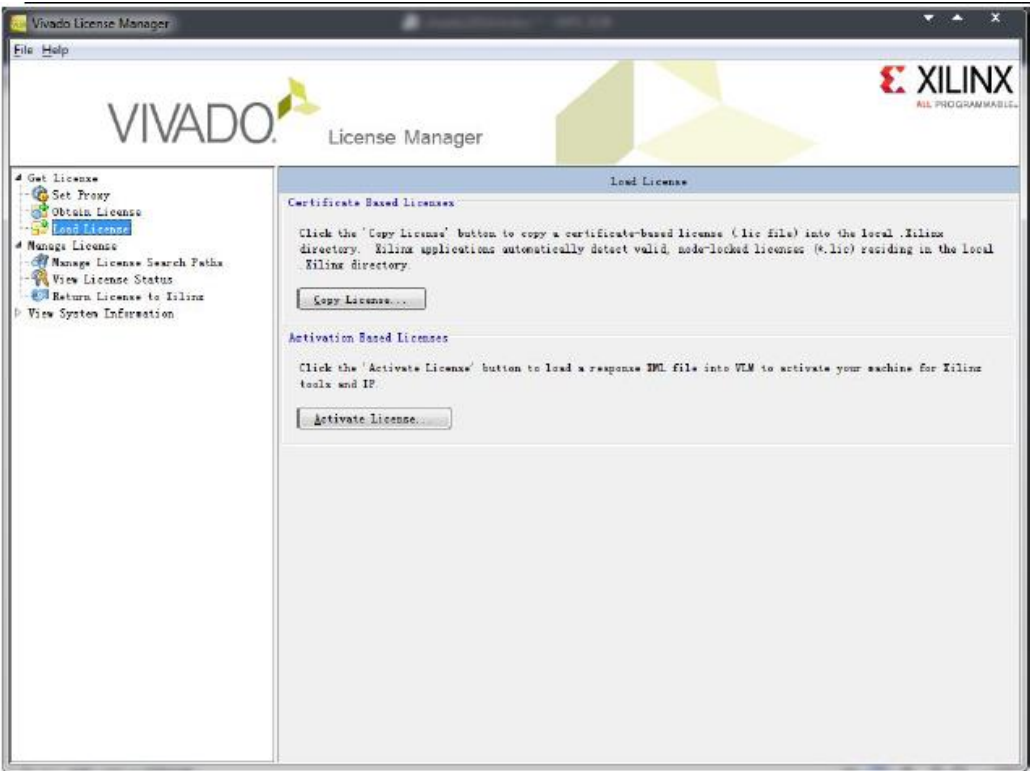 Vivado License Manager
File Help
VIVADO.
License Manager
XILINX
ALL PROGRAMMABLE
Get License
Set Proxy
Obtain License
Load License
Manage License
Manage License Search Paths
View License Status
Return License to Xilinx
View System Information
Load License
Certificate Based Licenses
Click the 'Copy License' button to copy a certificate-based license (.lic file) into the local .Xilinx
directory. Xilinx applications automatically detect valid, node-locked licenses (*.lic) residing in the local
.Xilinx directory.
Copy License...
Activation Based Licenses
Click the 'Activate License' button to load a response XML file into VLM to activate your machine for Xilinx
tools and IP.
Activate License...